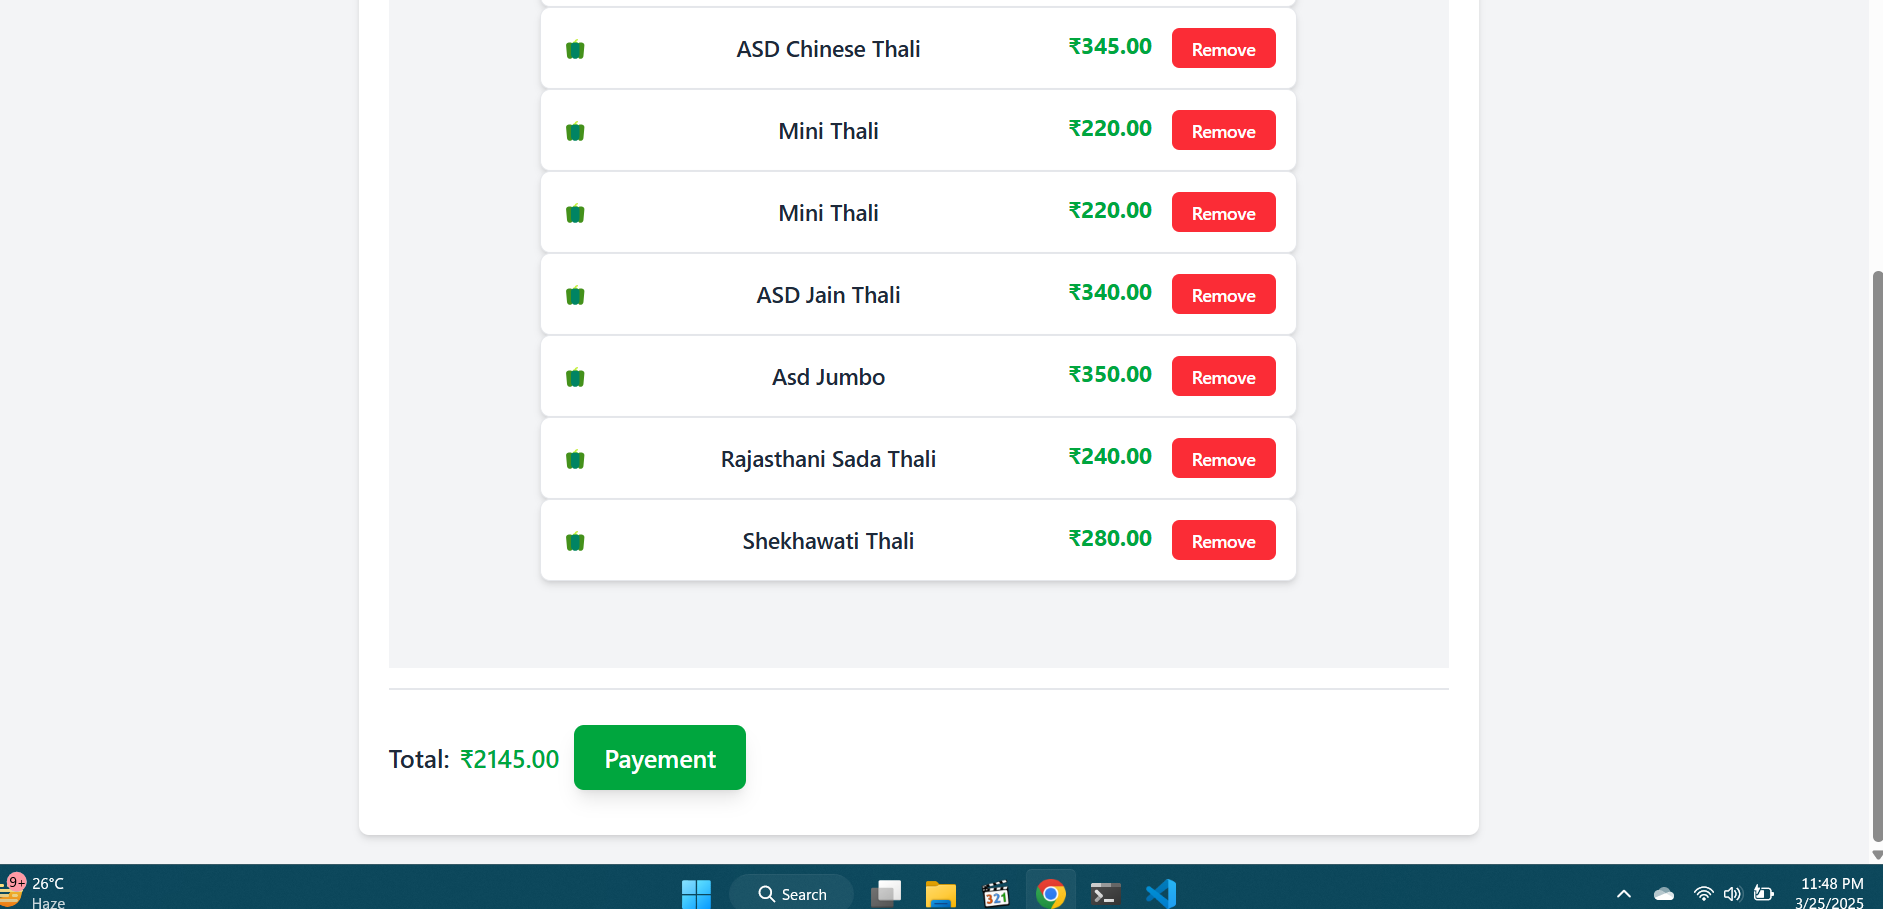 ASD Chinese Thali ₹345.00 Remove
Mini Thali ₹220.00 Remove
Mini Thali ₹220.00 Remove
ASD Jain Thali ₹340.00 Remove
Asd Jumbo ₹350.00 Remove
Rajasthani Sada Thali ₹240.00 Remove
Shekhawati Thali ₹280.00 Remove
Total: ₹2145.00 Payement
9+ 26°C
Haze
Search
321
11:48 PM
3/25/2025